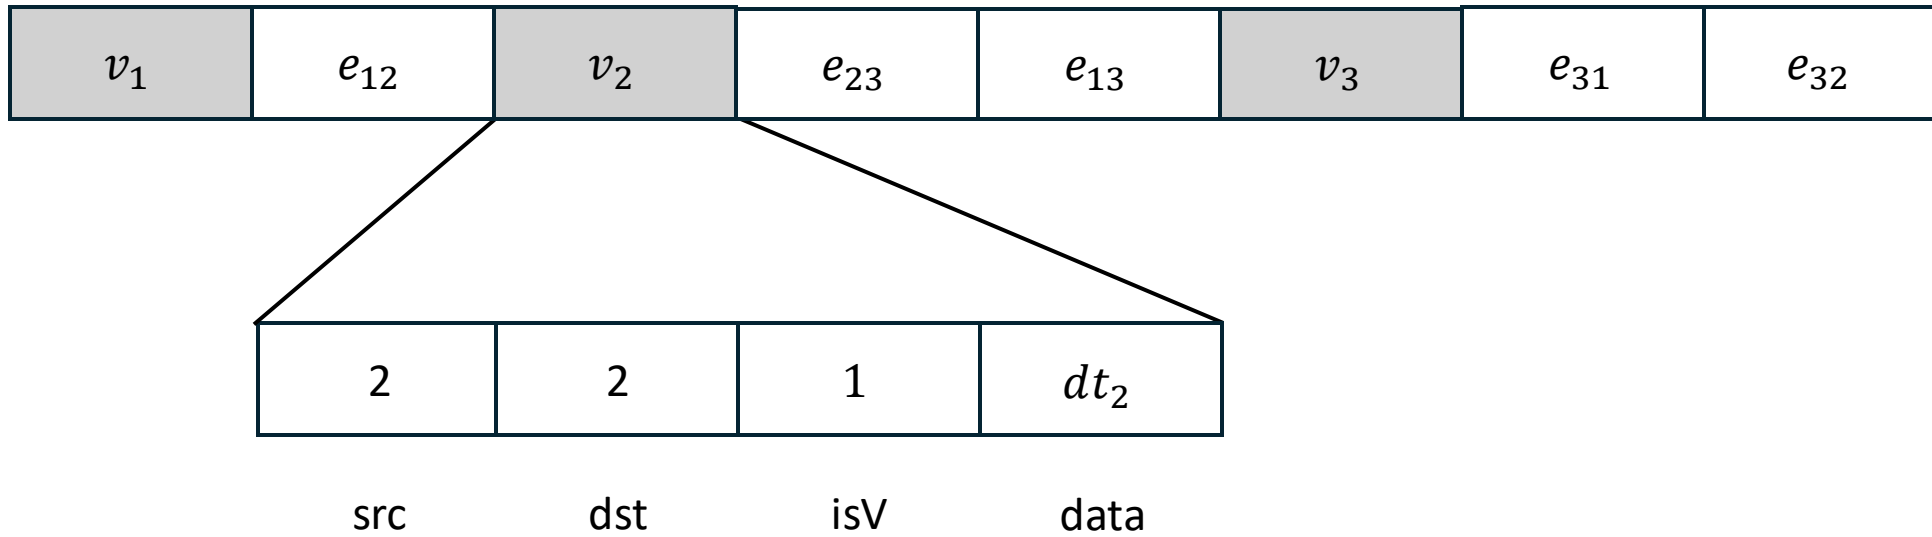 v₁ e₁₂ v₂ e₂₃ e₁₃ v₃ e₃₁ e₃₂
2 2 1 dt₂
src dst isV data